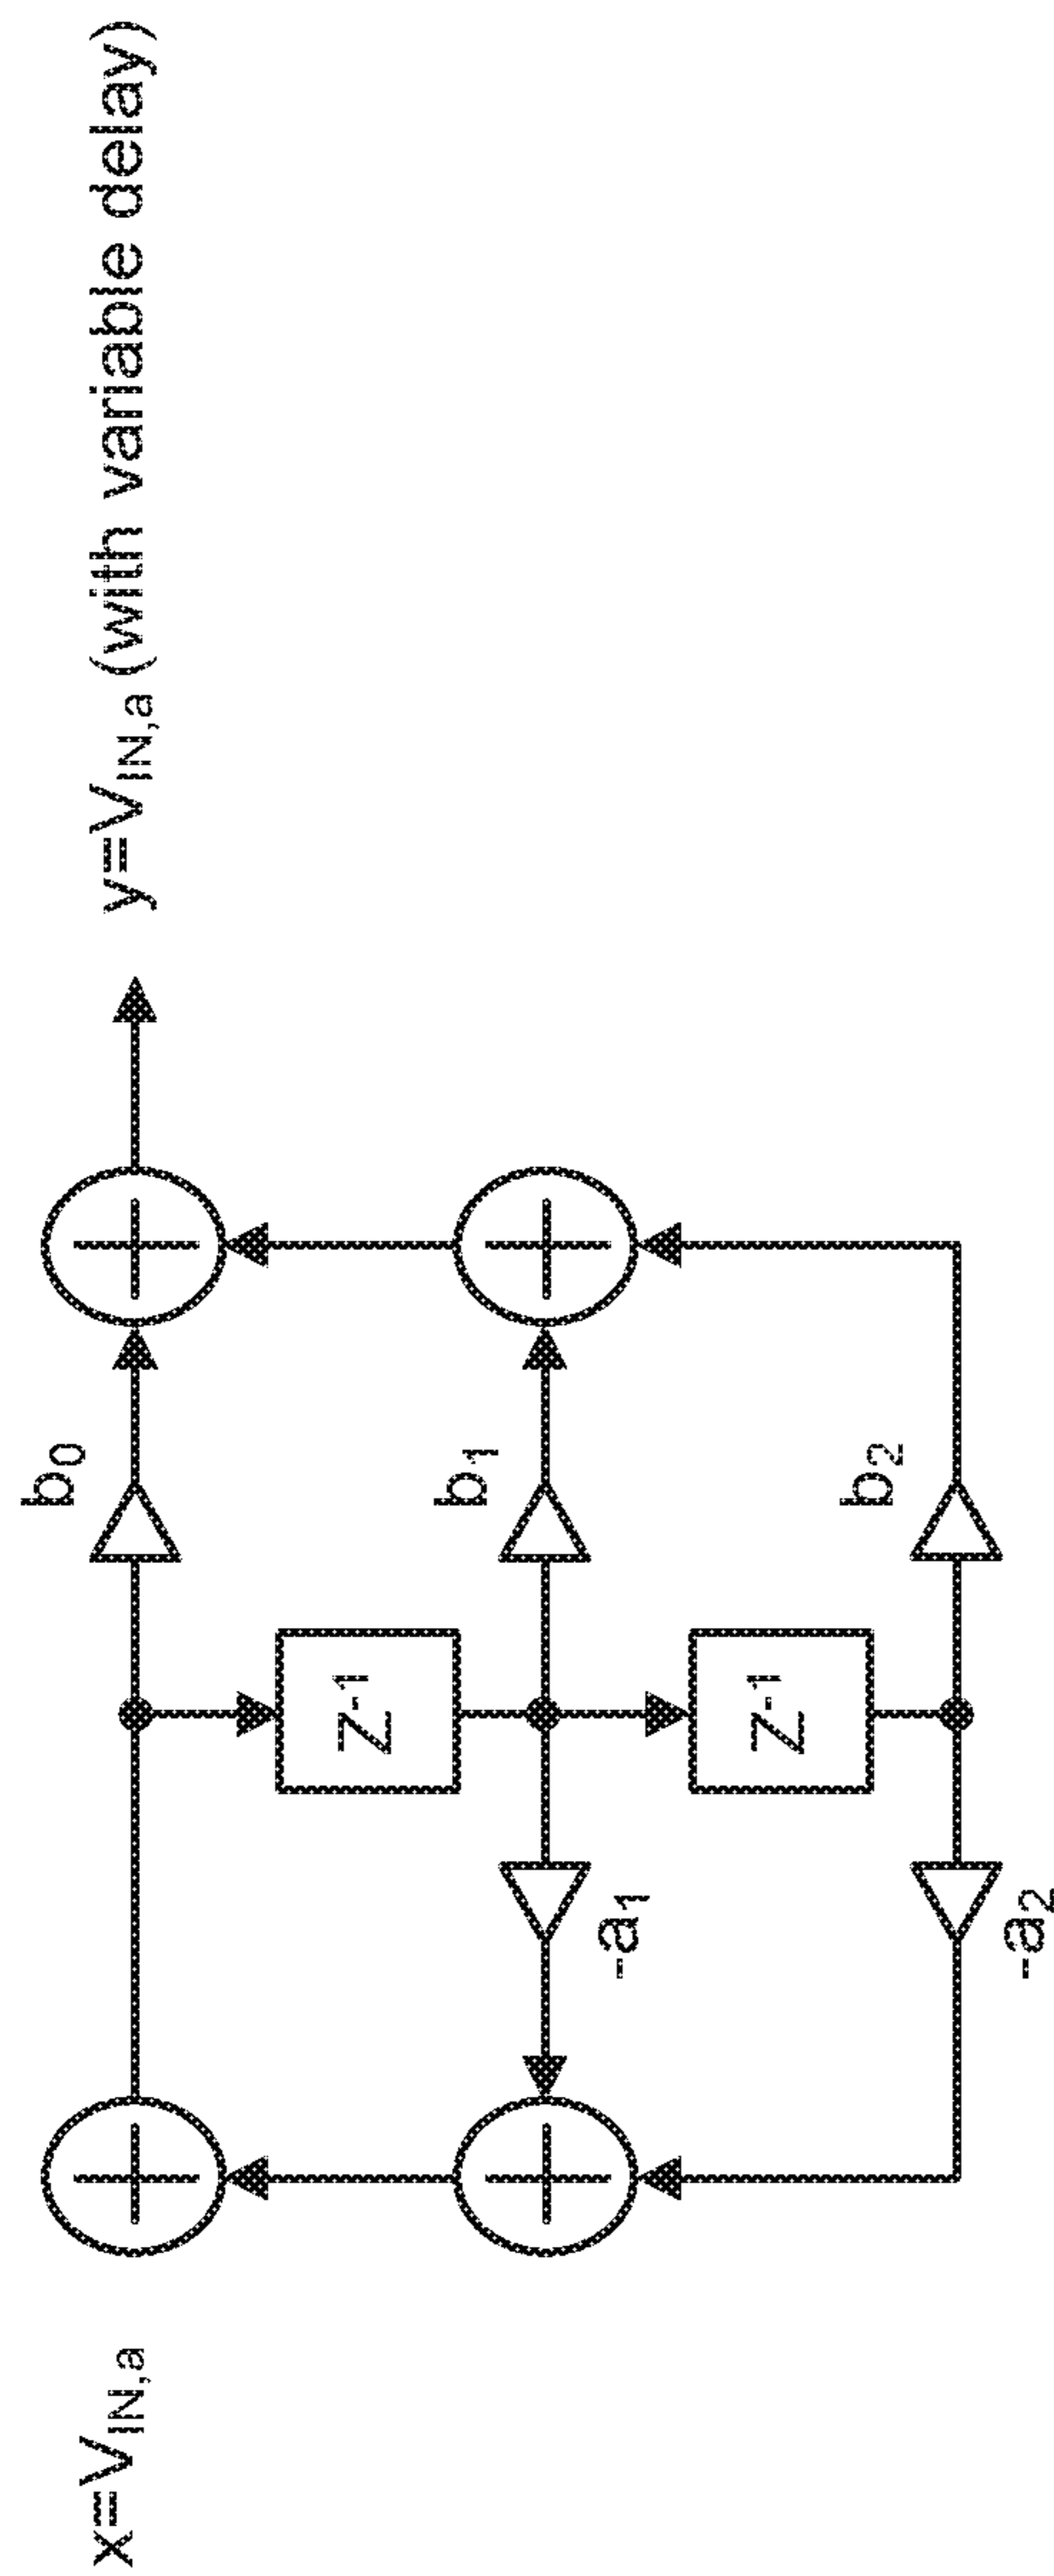 x=V_IN,a
y=V_IN,a (with variable delay)
b0
Z-1
-a1
b1
Z-1
-a2
b2